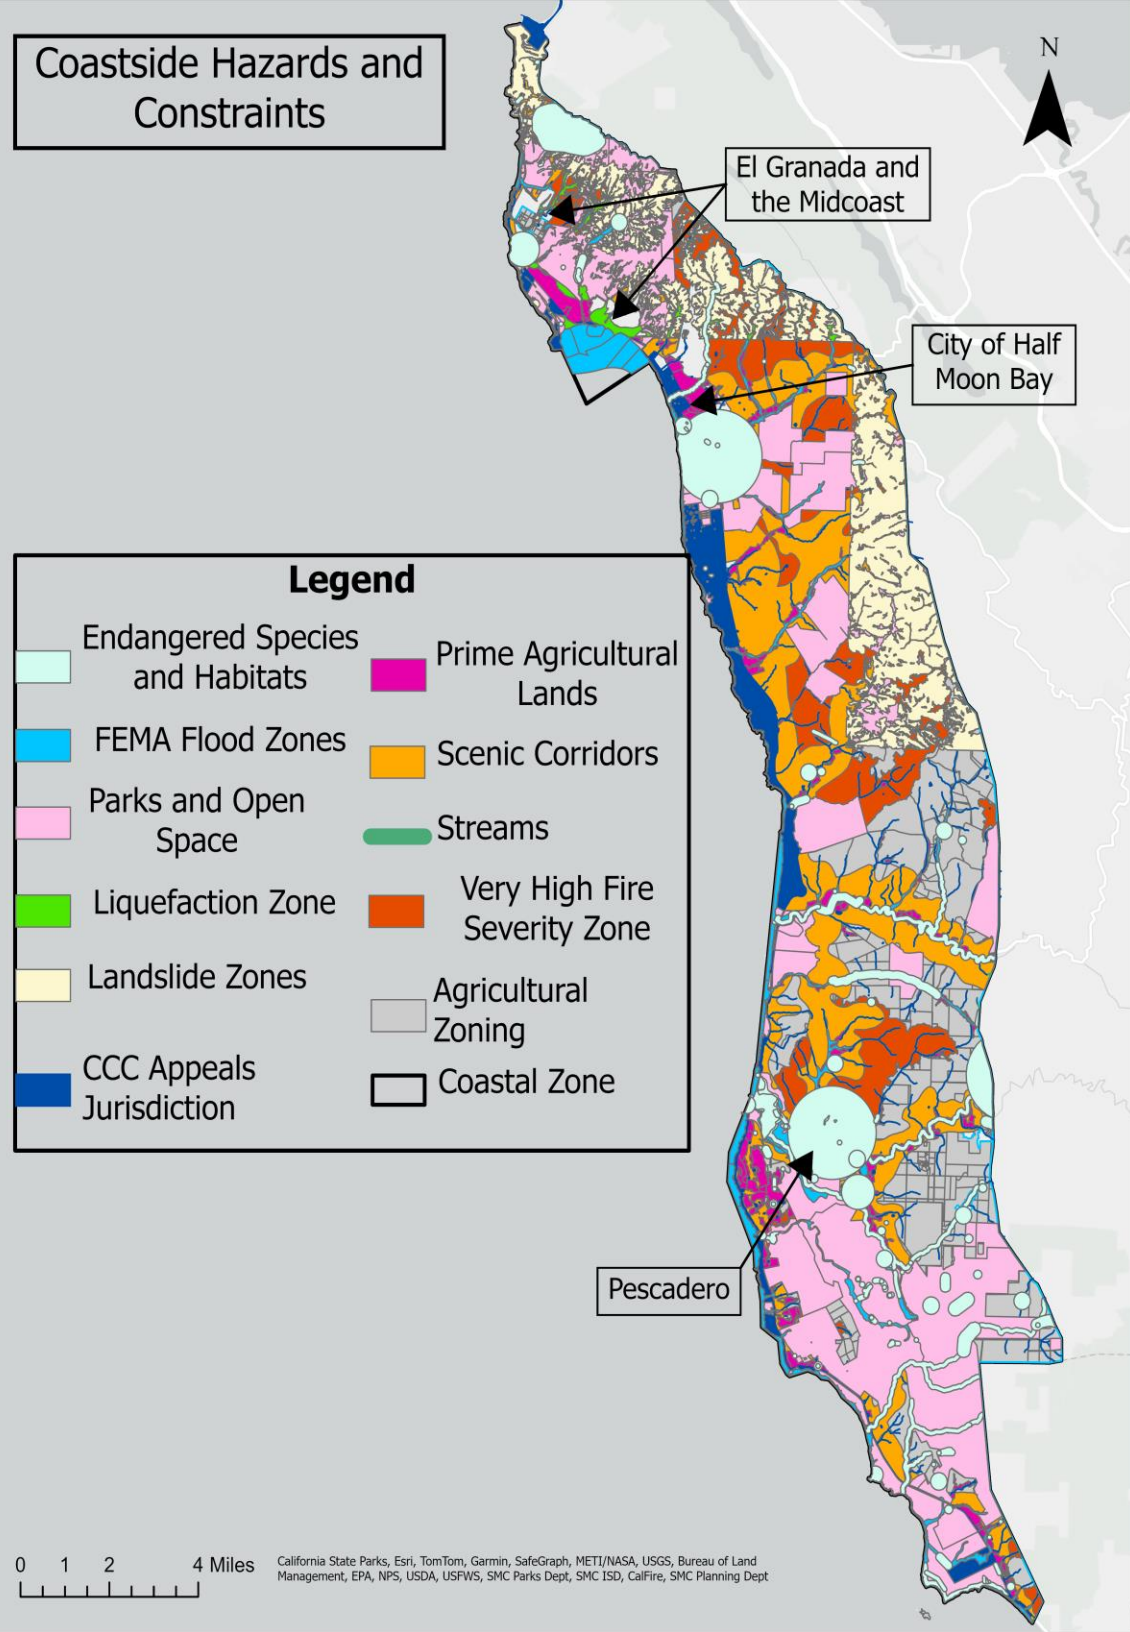 Coastside Hazards and
Constraints
N
El Granada and
the Midcoast
City of Half
Moon Bay
Legend
Endangered Species
and Habitats
FEMA Flood Zones
Parks and Open
Space
Liquefaction Zone
Landslide Zones
CCC Appeals
Jurisdiction
Prime Agricultural
Lands
Scenic Corridors
Streams
Very High Fire
Severity Zone
Agricultural
Zoning
Coastal Zone
Pescadero
0 1 2 4 Miles
California State Parks, Esri, TomTom, Garmin, SafeGraph, METI/NASA, USGS, Bureau of Land
Management, EPA, NPS, USDA, USFWS, SMC Parks Dept, SMC ISD, CalFire, SMC Planning Dept